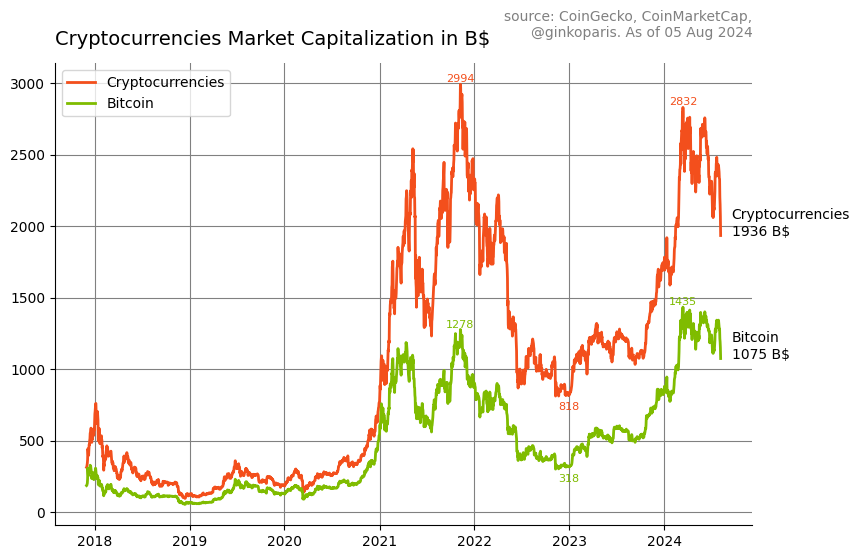 source: CoinGecko, CoinMarketCap,
@ginkoparis. As of 05 Aug 2024
Cryptocurrencies Market Capitalization in B$
Cryptocurrencies
Bitcoin
3000
2500
2000
1500
1000
500
0
2994
2832
1278
1435
818
318
Cryptocurrencies
1936 B$
Bitcoin
1075 B$
2018
2019
2020
2021
2022
2023
2024